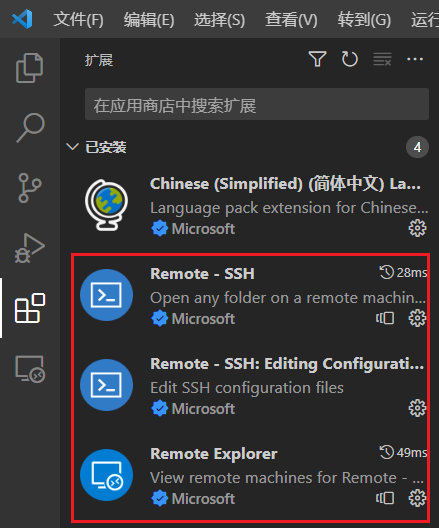 文件(F) 编辑(E) 选择(S) 查看(V) 转到(G) 运行
扩展
在应用商店中搜索扩展
已安装 4
Chinese (Simplified) (简体中文) La...
Language pack extension for Chinese...
Microsoft
Remote - SSH 28ms
Open any folder on a remote machin...
Microsoft
Remote - SSH: Editing Configurati...
Edit SSH configuration files
Microsoft
Remote Explorer 49ms
View remote machines for Remote - ...
Microsoft